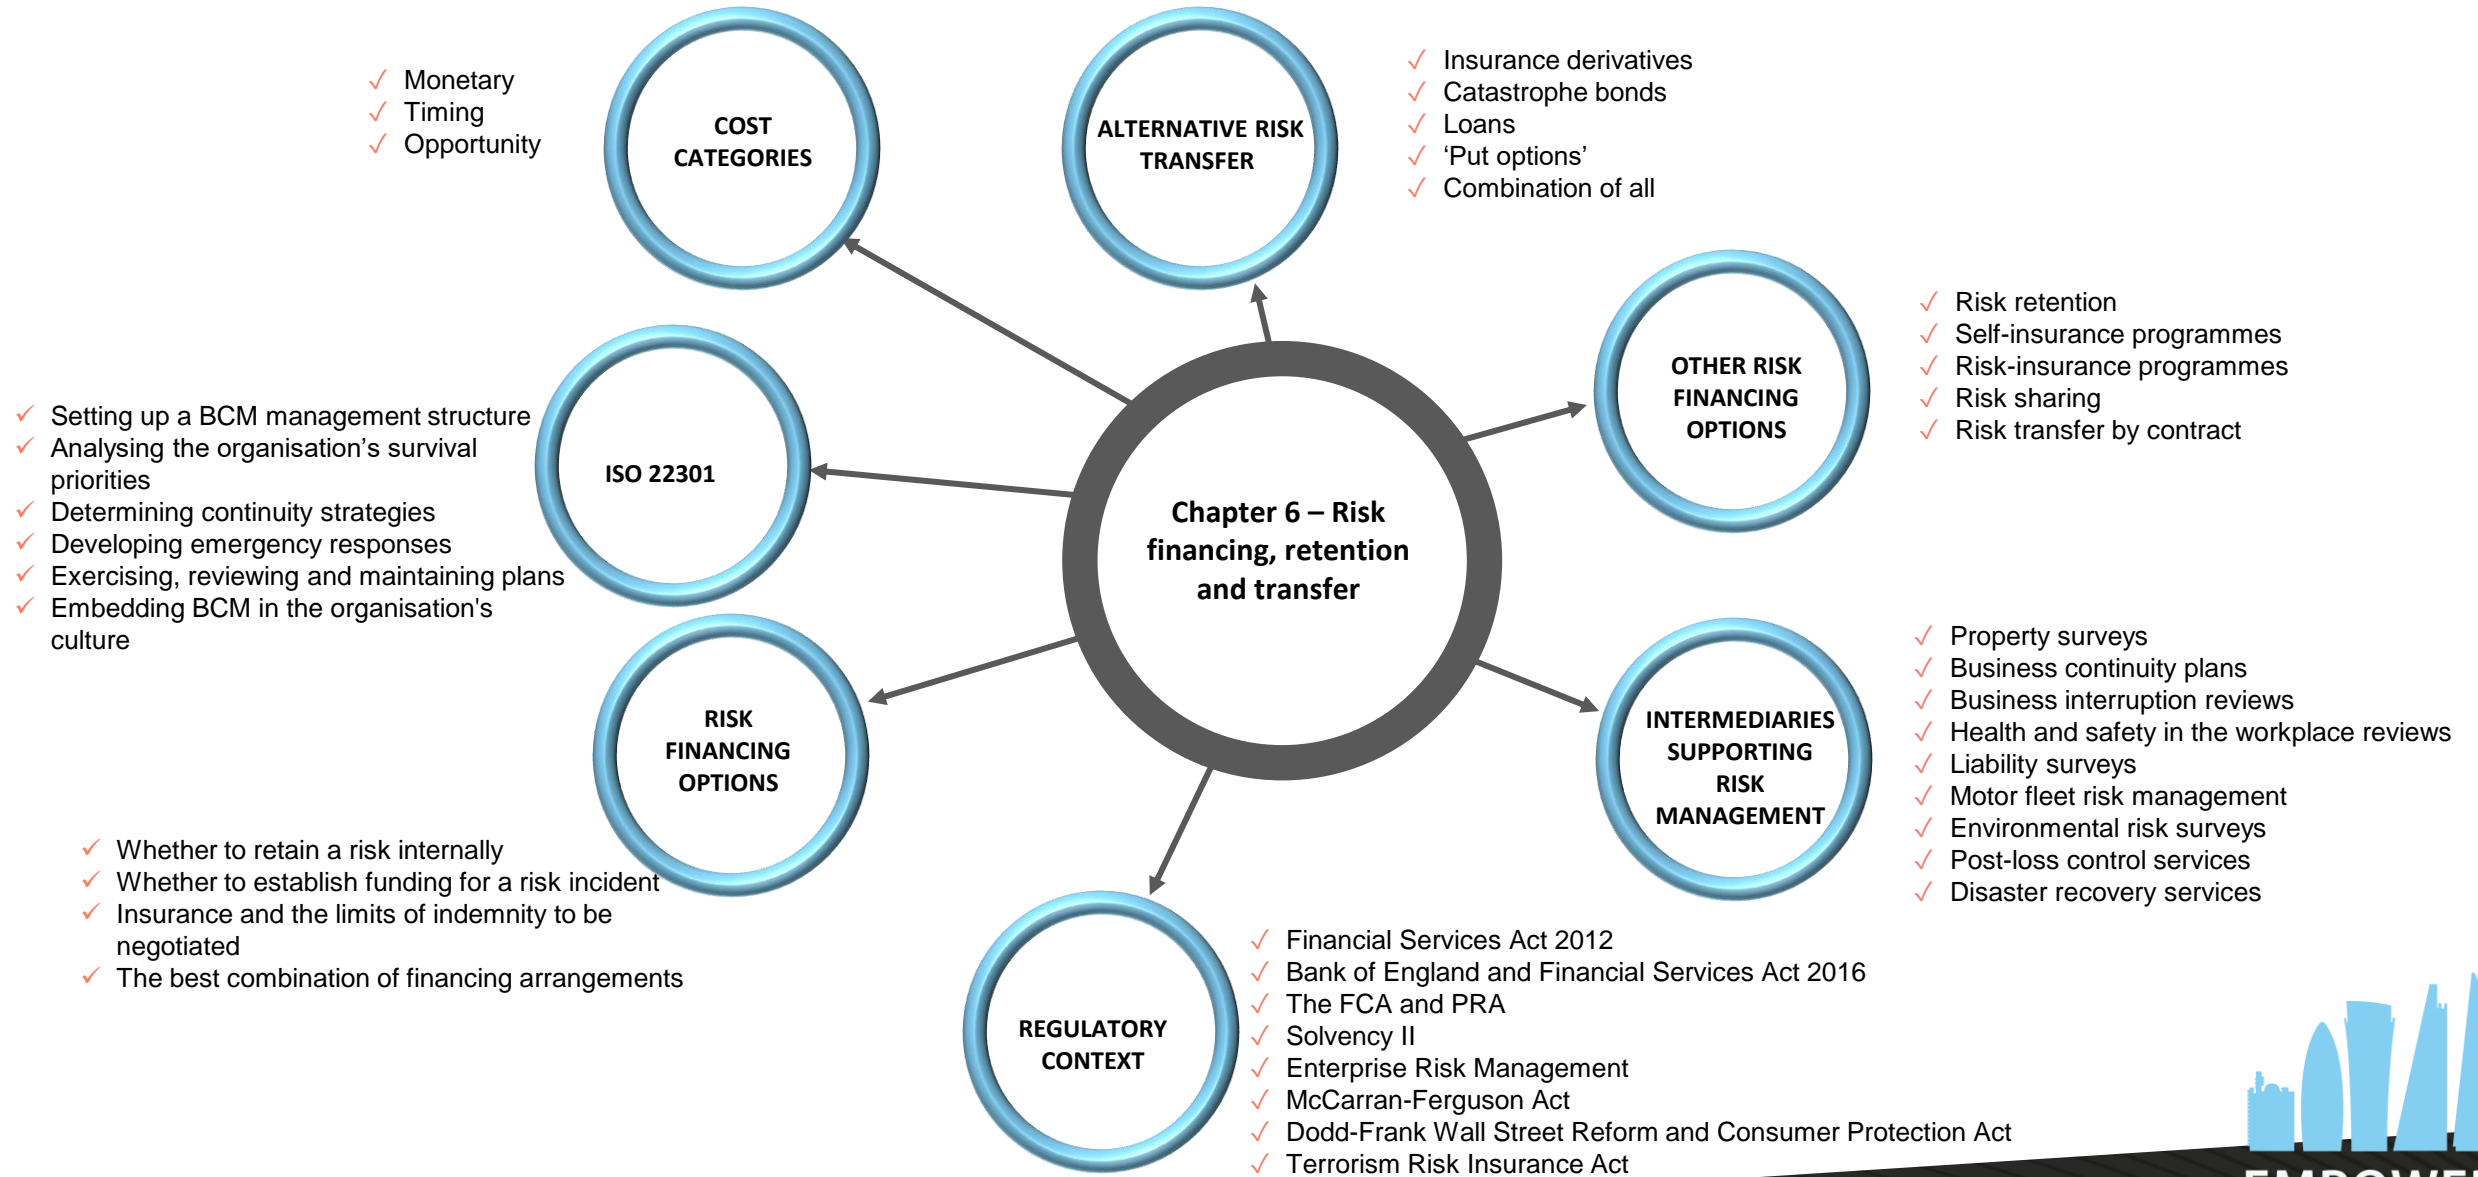 Monetary
Timing
Opportunity
COST
CATEGORIES
ALTERNATIVE RISK
TRANSFER
Insurance derivatives
Catastrophe bonds
Loans
‘Put options’
Combination of all
OTHER RISK
FINANCING
OPTIONS
Risk retention
Self-insurance programmes
Risk-insurance programmes
Risk sharing
Risk transfer by contract
Setting up a BCM management structure
Analysing the organisation’s survival
priorities
Determining continuity strategies
Developing emergency responses
Exercising, reviewing and maintaining plans
Embedding BCM in the organisation's
culture
ISO 22301
Chapter 6 – Risk
financing, retention
and transfer
RISK
FINANCING
OPTIONS
Whether to retain a risk internally
Whether to establish funding for a risk incident
Insurance and the limits of indemnity to be
negotiated
The best combination of financing arrangements
INTERMEDIARIES
SUPPORTING
RISK
MANAGEMENT
Property surveys
Business continuity plans
Business interruption reviews
Health and safety in the workplace reviews
Liability surveys
Motor fleet risk management
Environmental risk surveys
Post-loss control services
Disaster recovery services
REGULATORY
CONTEXT
Financial Services Act 2012
Bank of England and Financial Services Act 2016
The FCA and PRA
Solvency II
Enterprise Risk Management
McCarran-Ferguson Act
Dodd-Frank Wall Street Reform and Consumer Protection Act
Terrorism Risk Insurance Act